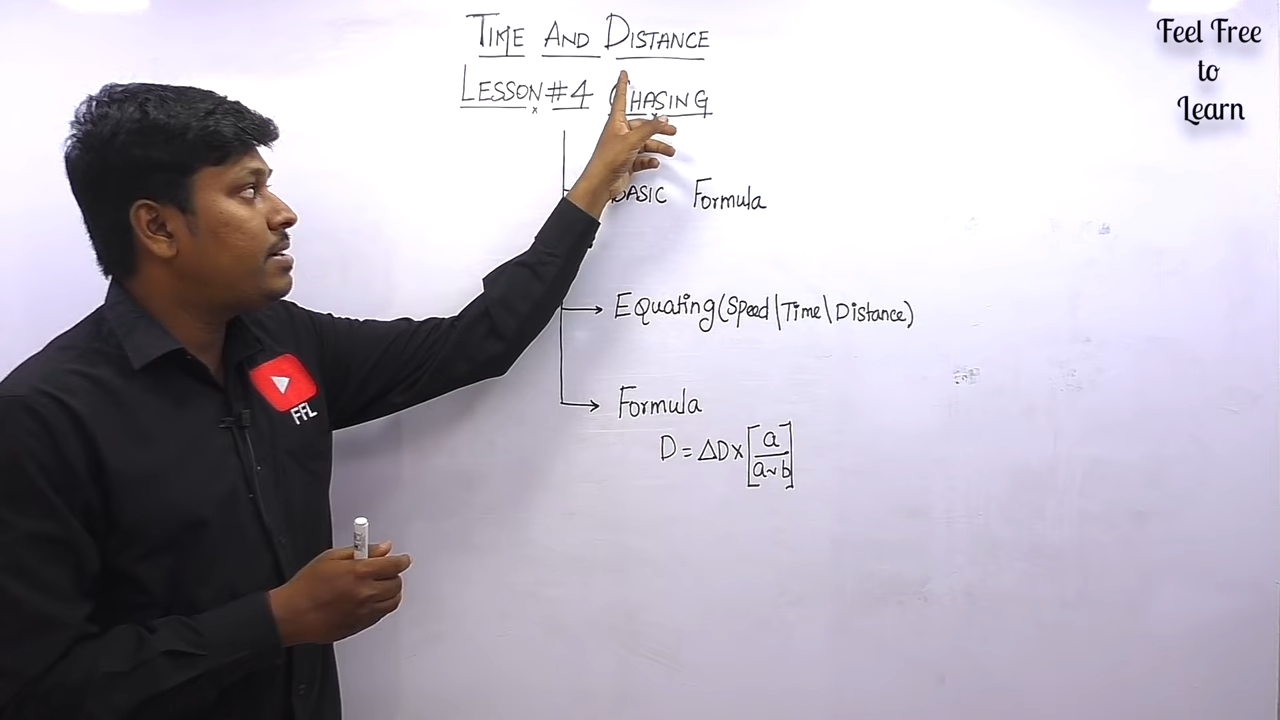 TIME AND DISTANCE
LESSON #4 CHASING
BASIC Formula
Equating(Speed|Time\Distance)
Formula
D = ΔD x [a/a~b]
Feel Free
to
Learn
FFL